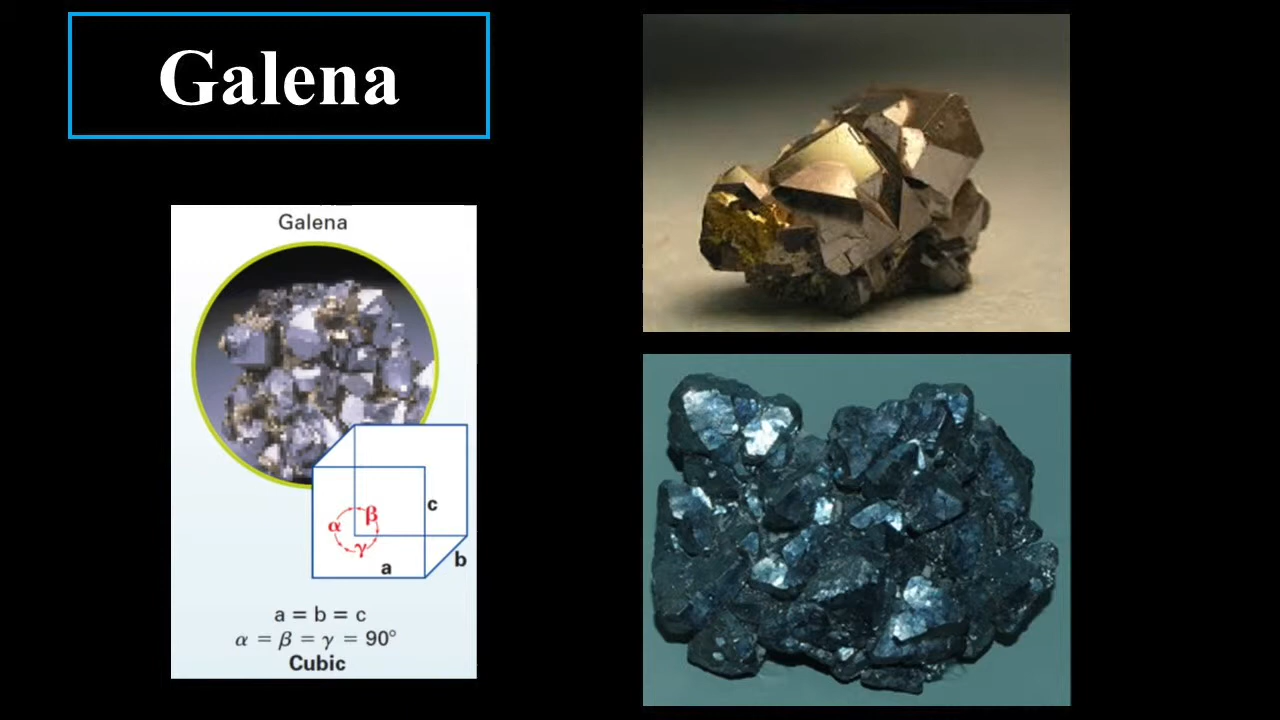 Galena
Galena
α
β
γ
a
b
c
a = b = c
α = β = γ = 90°
Cubic